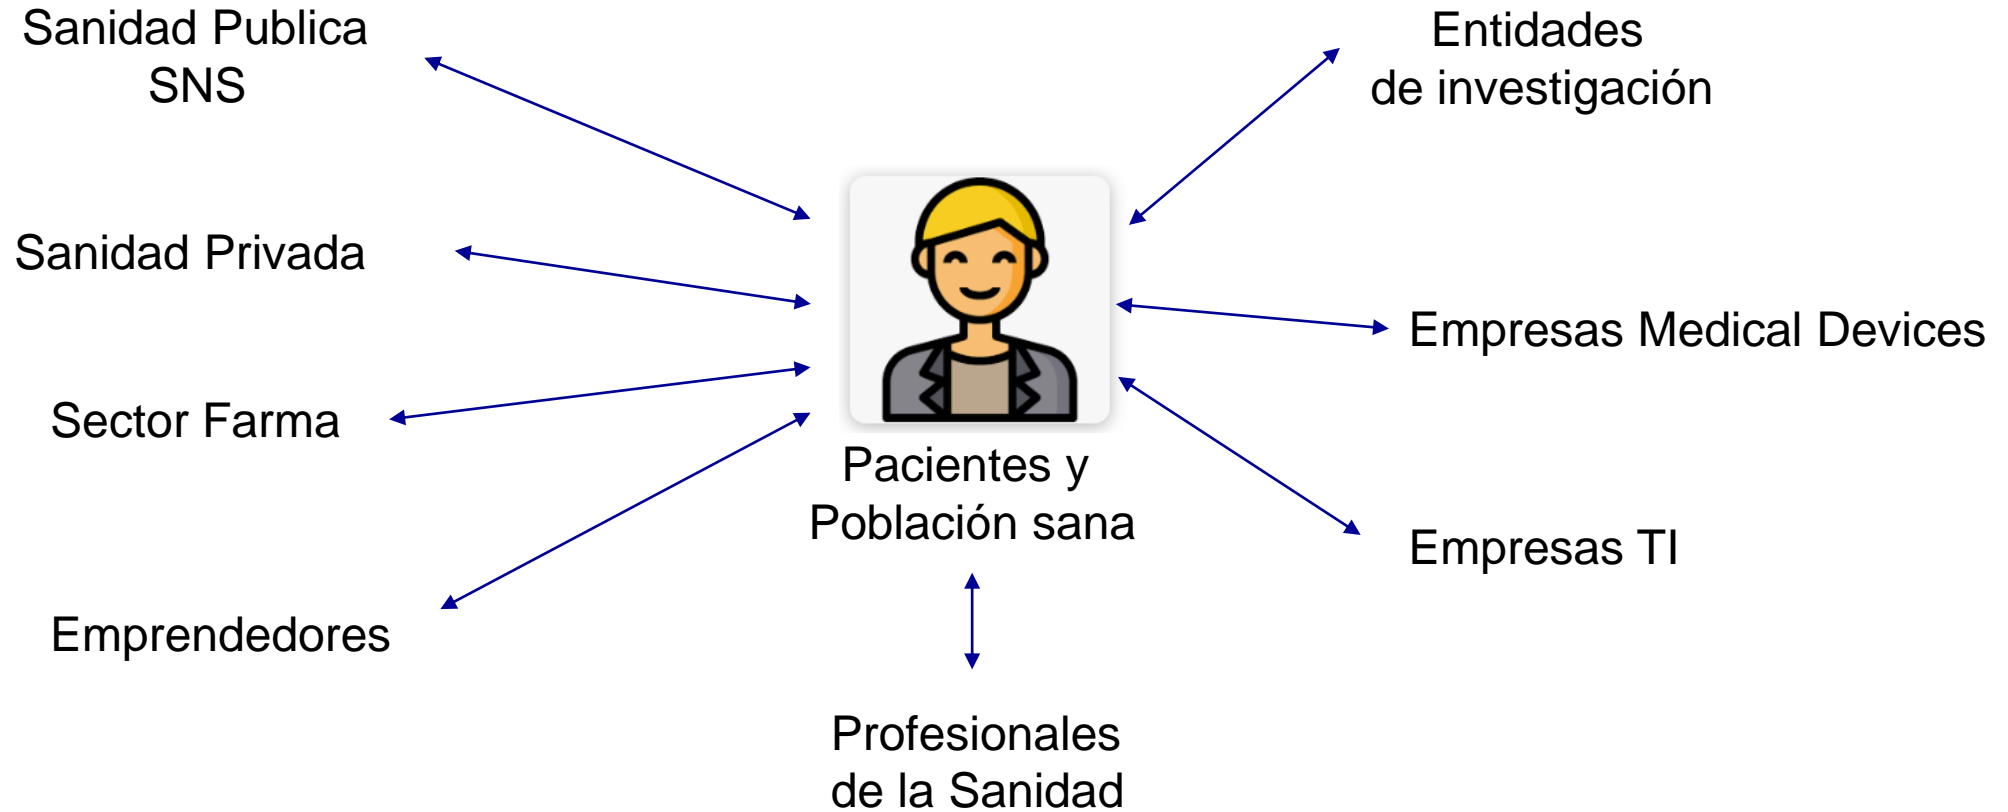 Sanidad Publica
SNS
Sanidad Privada
Sector Farma
Emprendedores
Pacientes y
Población sana
Profesionales
de la Sanidad
Entidades
de investigación
Empresas Medical Devices
Empresas TI